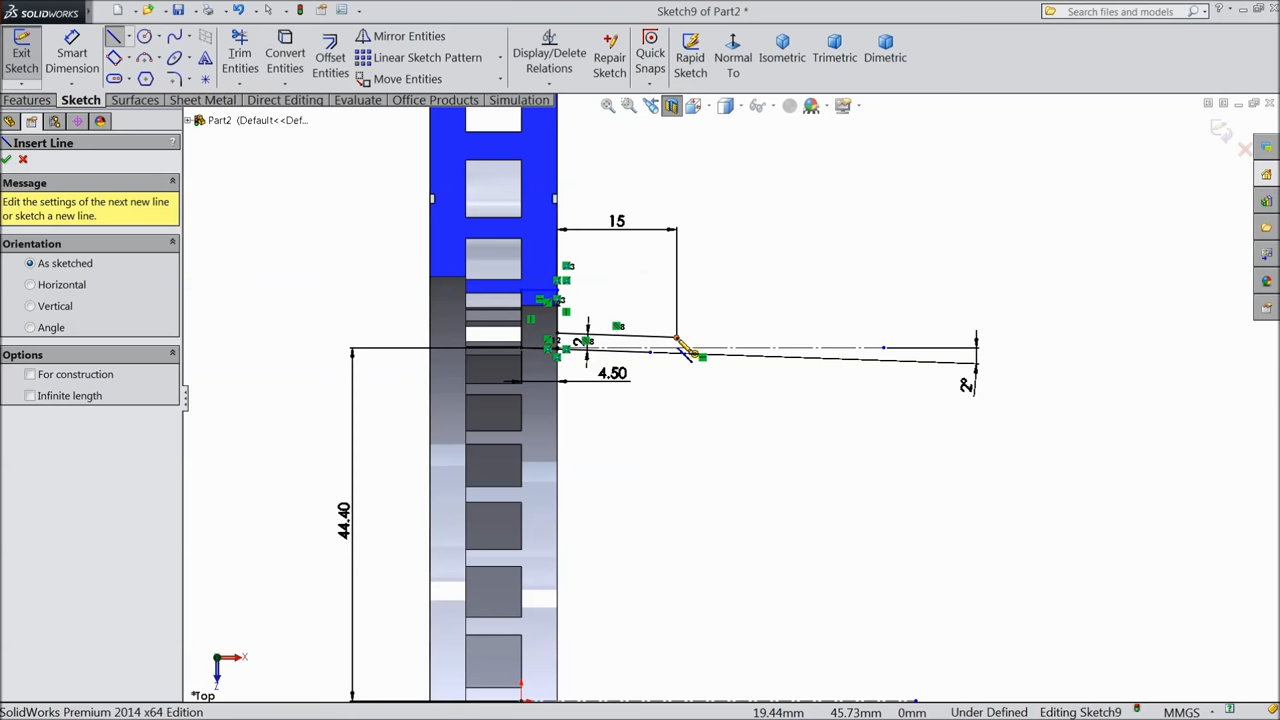 SOLIDWORKS
Sketch9 of Part2 *
Search files and models
Exit Sketch
Smart Dimension
Trim Entities
Convert Entities
Offset Entities
Mirror Entities
Linear Sketch Pattern
Move Entities
Display/Delete Relations
Repair Sketch
Quick Snaps
Rapid Sketch
Normal To
Isometric
Trimetric
Dimetric
Features
Sketch
Surfaces
Sheet Metal
Direct Editing
Evaluate
Office Products
Simulation
Part2 (Default<<Def...
Insert Line
?
Message
Edit the settings of the next new line
or sketch a new line.
Orientation
As sketched
Horizontal
Vertical
Angle
Options
For construction
Infinite length
15
2
4.50
2°
44.40
X
Z
*Top
SolidWorks Premium 2014 x64 Edition
19.44mm
45.73mm
0mm
Under Defined
Editing Sketch9
MMGS